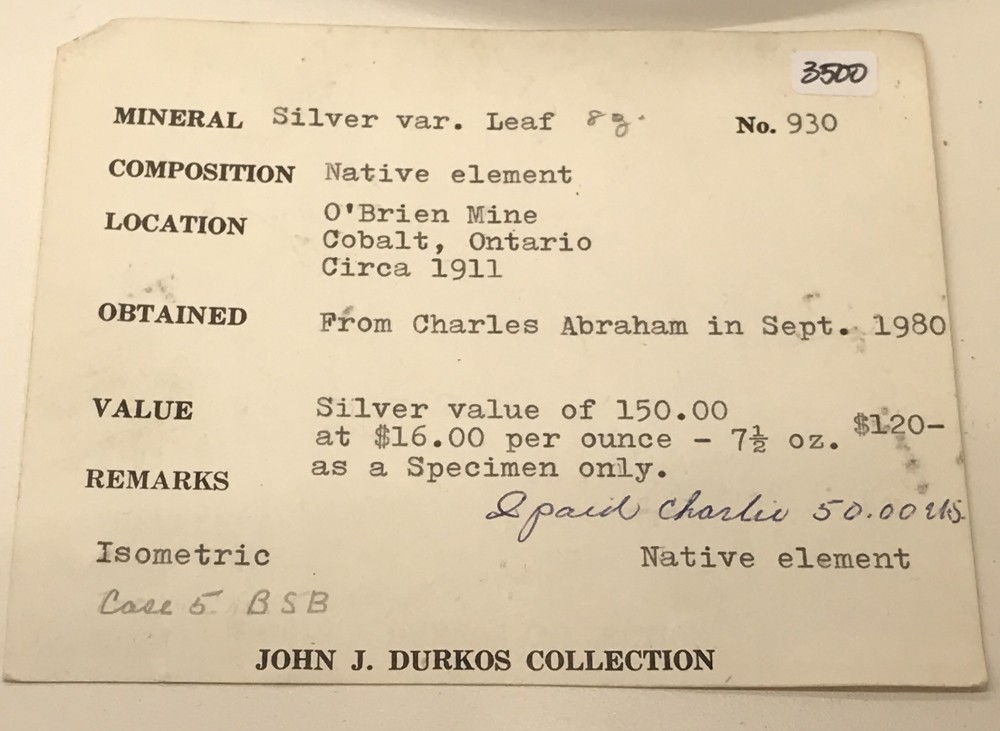 3500
MINERAL Silver var. Leaf 8 g. No. 930
COMPOSITION Native element
LOCATION O'Brien Mine
Cobalt, Ontario
Circa 1911
OBTAINED From Charles Abraham in Sept. 1980
VALUE Silver value of 150.00
at $16.00 per ounce - 7½ oz. $120-
as a Specimen only.
REMARKS
I paid Charlie 50.00 US.
Isometric Native element
Case 5 BSB
JOHN J. DURKOS COLLECTION